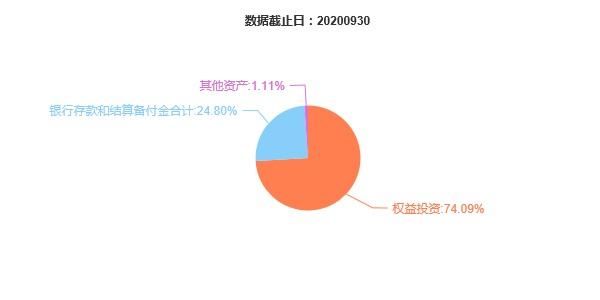 数据截止日：20200930
其他资产:1.11%
银行存款和结算备付金合计:24.80%
权益投资:74.09%